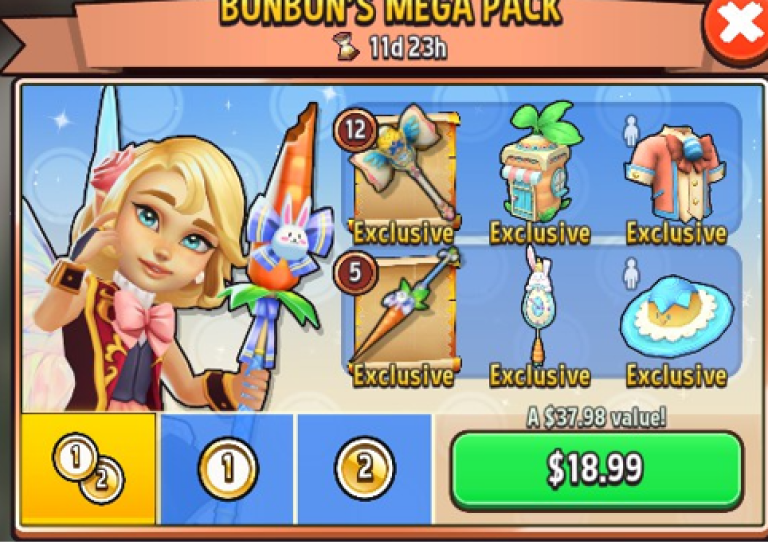 BONBON'S MEGA PACK
11d 23h
12
Exclusive
Exclusive
Exclusive
5
Exclusive
Exclusive
Exclusive
A $37.98 value!
1
2
1
2
$18.99